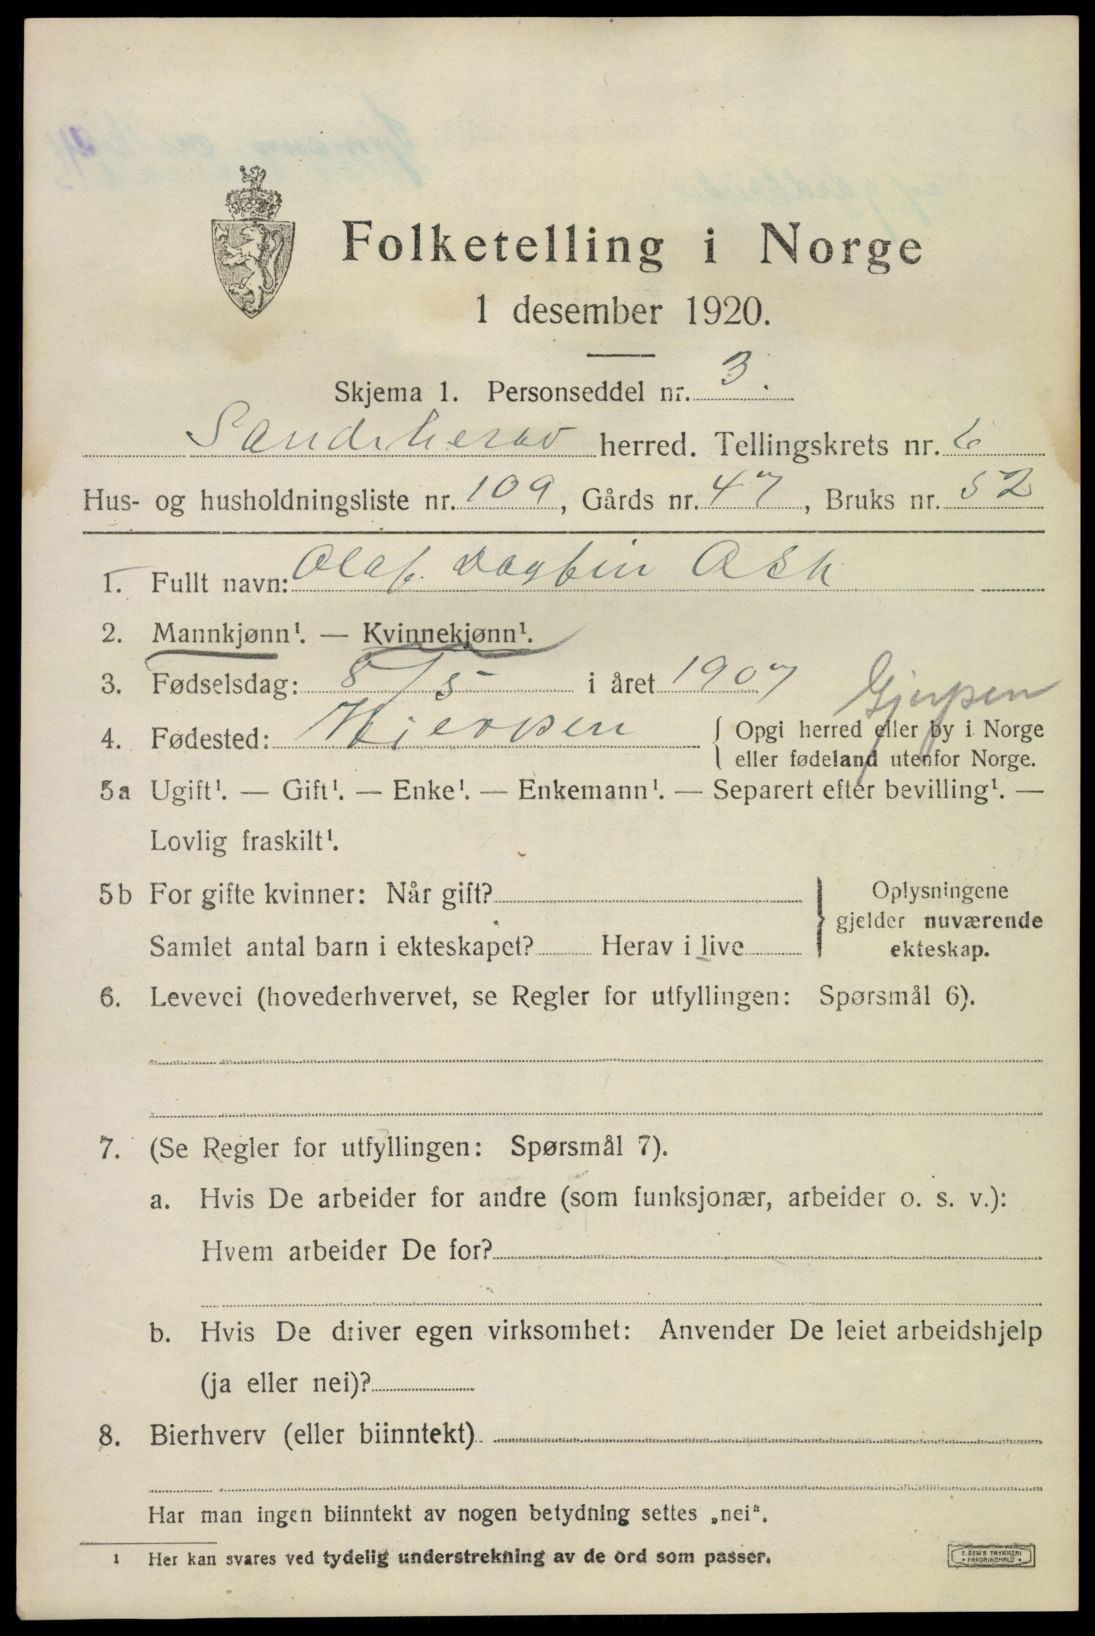 Folketelling i Norge
1 desember 1920.
Skjema 1. Personseddel nr. 3.
Sandeherav herred. Tellingskrets nr. 6
Hus- og husholdningsliste nr. 109, Gårds nr. 47, Bruks nr. 52
1. Fullt navn: Olaf Dagfin Ask
2. Mannkjønn¹. — Kvinnekjønn¹.
3. Fødselsdag: 8/5 i året 1907
Gjerpen
4. Fødested: Hjerpen { Opgi herred eller by i Norge
eller fødeland utenfor Norge.
5a Ugift¹. — Gift¹. — Enke¹. — Enkemann¹. — Separert efter bevilling¹. —
Lovlig fraskilt¹.
5b For gifte kvinner: Når gift?
Samlet antal barn i ekteskapet? Herav i live
} Oplysningene
gjelder nuværende
ekteskap.
6. Levevei (hovederhvervet, se Regler for utfyllingen: Spørsmål 6).
7. (Se Regler for utfyllingen: Spørsmål 7).
a. Hvis De arbeider for andre (som funksjonær, arbeider o. s. v.):
Hvem arbeider De for?
b. Hvis De driver egen virksomhet: Anvender De leiet arbeidshjelp
(ja eller nei)?
8. Bierhverv (eller biinntekt)
Har man ingen biinntekt av nogen betydning settes „nei“.
¹ Her kan svares ved tydelig understrekning av de ord som passer.